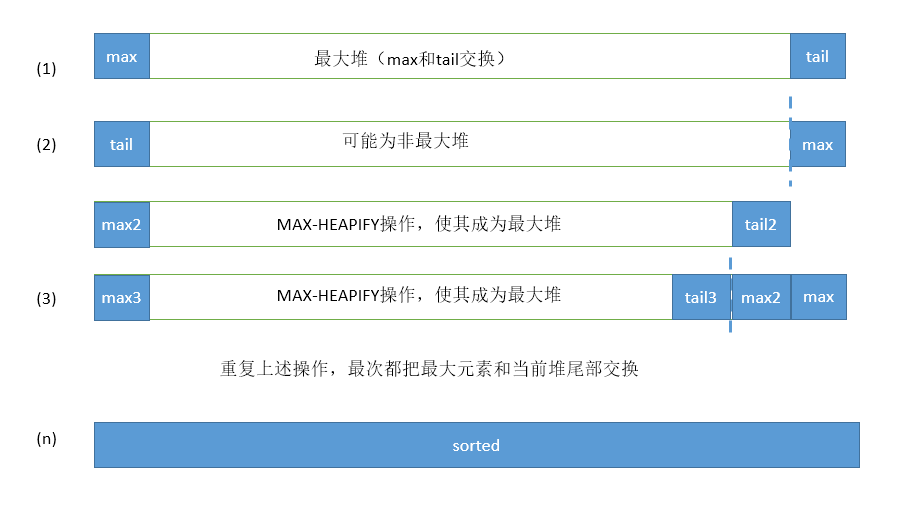 (1) max 最大堆（max和tail交换） tail
(2) tail 可能为非最大堆 max
max2 MAX-HEAPIFY操作，使其成为最大堆 tail2
(3) max3 MAX-HEAPIFY操作，使其成为最大堆 tail3 max2 max
重复上述操作，最次都把最大元素和当前堆尾部交换
(n) sorted